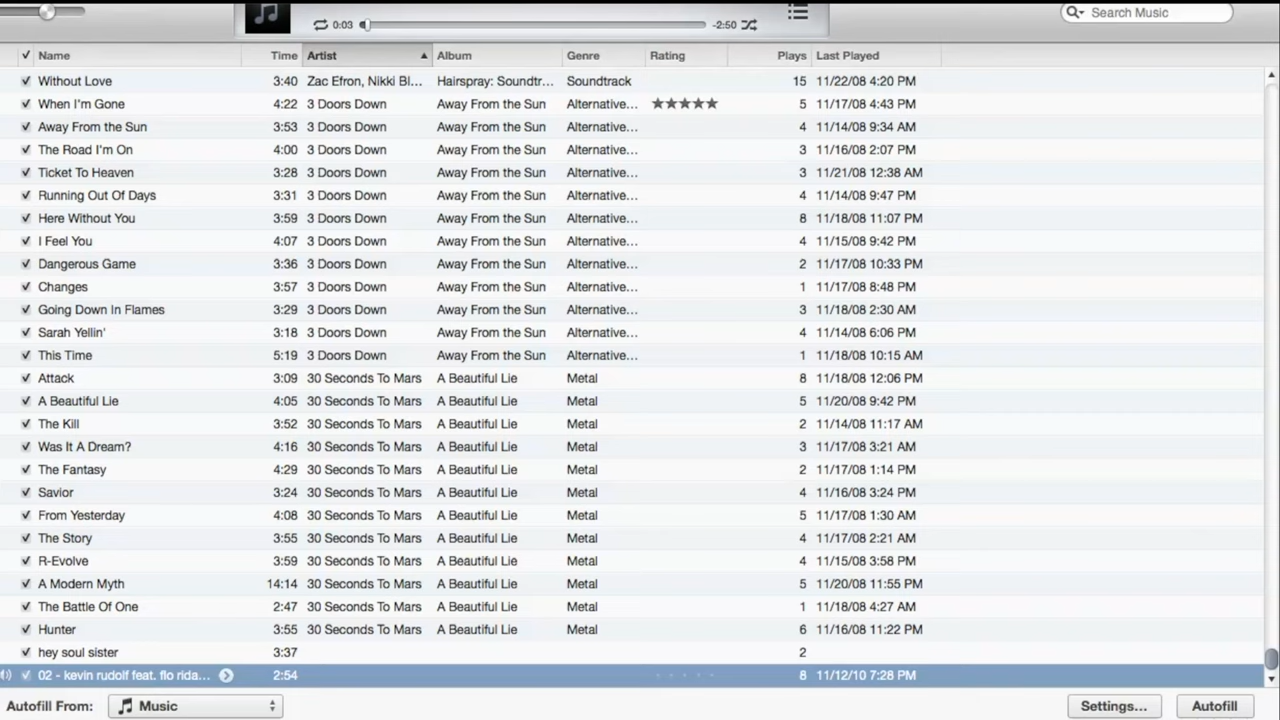 0:03 -2:50 Search Music
✓ Name Time Artist Album Genre Rating Plays Last Played
Without Love 3:40 Zac Efron, Nikki Bl... Hairspray: Soundtr... Soundtrack 15 11/22/08 4:20 PM
When I'm Gone 4:22 3 Doors Down Away From the Sun Alternative... ★★★★★ 5 11/17/08 4:43 PM
Away From the Sun 3:53 3 Doors Down Away From the Sun Alternative... 4 11/14/08 9:34 AM
The Road I'm On 4:00 3 Doors Down Away From the Sun Alternative... 3 11/16/08 2:07 PM
Ticket To Heaven 3:28 3 Doors Down Away From the Sun Alternative... 3 11/21/08 12:38 AM
Running Out Of Days 3:31 3 Doors Down Away From the Sun Alternative... 4 11/14/08 9:47 PM
Here Without You 3:59 3 Doors Down Away From the Sun Alternative... 8 11/18/08 11:07 PM
I Feel You 4:07 3 Doors Down Away From the Sun Alternative... 4 11/15/08 9:42 PM
Dangerous Game 3:36 3 Doors Down Away From the Sun Alternative... 2 11/17/08 10:33 PM
Changes 3:57 3 Doors Down Away From the Sun Alternative... 1 11/17/08 8:48 PM
Going Down In Flames 3:29 3 Doors Down Away From the Sun Alternative... 3 11/18/08 2:30 AM
Sarah Yellin' 3:18 3 Doors Down Away From the Sun Alternative... 4 11/14/08 6:06 PM
This Time 5:19 3 Doors Down Away From the Sun Alternative... 1 11/18/08 10:15 AM
Attack 3:09 30 Seconds To Mars A Beautiful Lie Metal 8 11/18/08 12:06 PM
A Beautiful Lie 4:05 30 Seconds To Mars A Beautiful Lie Metal 5 11/20/08 9:42 PM
The Kill 3:52 30 Seconds To Mars A Beautiful Lie Metal 2 11/14/08 11:17 AM
Was It A Dream? 4:16 30 Seconds To Mars A Beautiful Lie Metal 3 11/17/08 3:21 AM
The Fantasy 4:29 30 Seconds To Mars A Beautiful Lie Metal 2 11/17/08 1:14 PM
Savior 3:24 30 Seconds To Mars A Beautiful Lie Metal 4 11/16/08 3:24 PM
From Yesterday 4:08 30 Seconds To Mars A Beautiful Lie Metal 5 11/17/08 1:30 AM
The Story 3:55 30 Seconds To Mars A Beautiful Lie Metal 4 11/17/08 2:21 AM
R-Evolve 3:59 30 Seconds To Mars A Beautiful Lie Metal 4 11/15/08 3:58 PM
A Modern Myth 14:14 30 Seconds To Mars A Beautiful Lie Metal 5 11/20/08 11:55 PM
The Battle Of One 2:47 30 Seconds To Mars A Beautiful Lie Metal 1 11/18/08 4:27 AM
Hunter 3:55 30 Seconds To Mars A Beautiful Lie Metal 6 11/16/08 11:22 PM
hey soul sister 3:37 2
02 - kevin rudolf feat. flo rida... 2:54 8 11/12/10 7:28 PM
Autofill From: Music Settings... Autofill